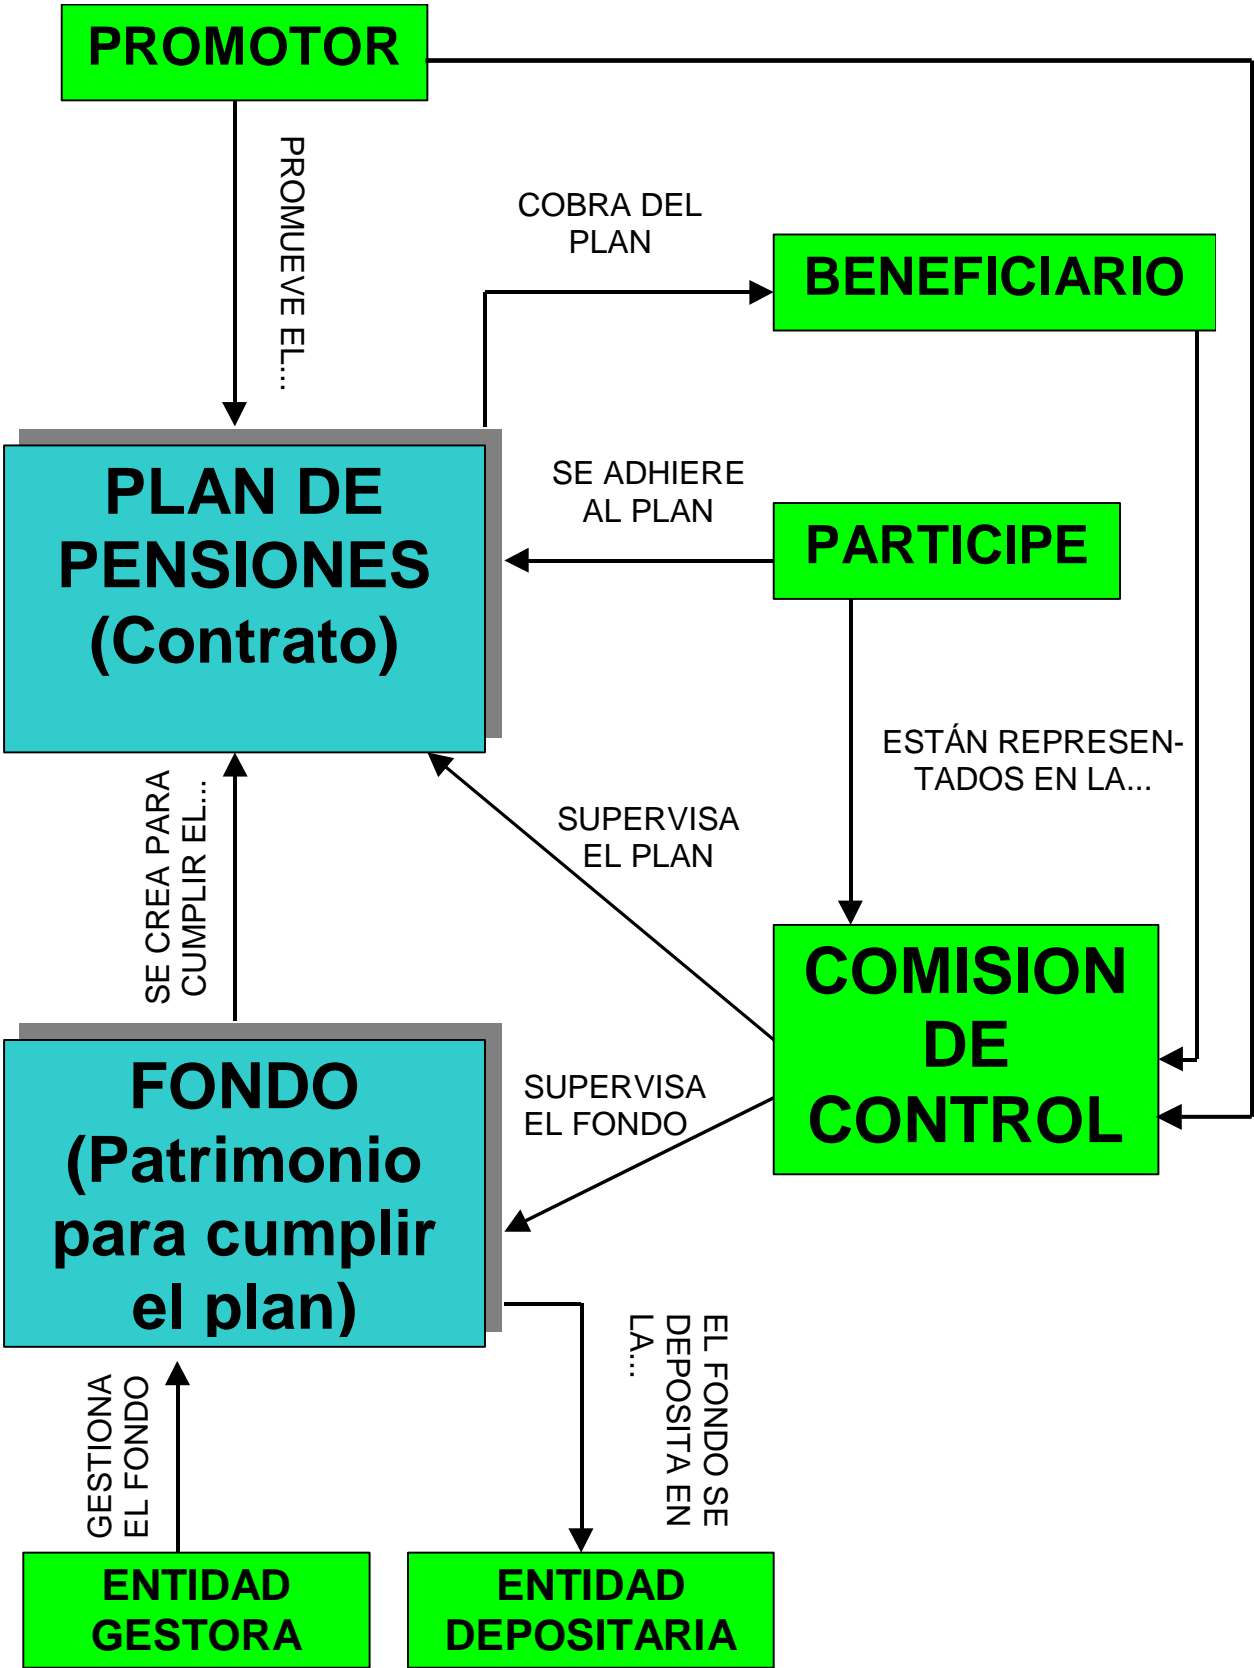 PROMOTOR
PROMUEVE EL...
COBRA DEL
PLAN
BENEFICIARIO
PLAN DE
PENSIONES
(Contrato)
SE ADHIERE
AL PLAN
PARTICIPE
ESTÁN REPRESEN-
TADOS EN LA...
SE CREA PARA
CUMPLIR EL...
SUPERVISA
EL PLAN
COMISION
DE
CONTROL
FONDO
(Patrimonio
para cumplir
el plan)
SUPERVISA
EL FONDO
GESTIONA
EL FONDO
EL FONDO SE
DEPOSITA EN
LA...
ENTIDAD
GESTORA
ENTIDAD
DEPOSITARIA